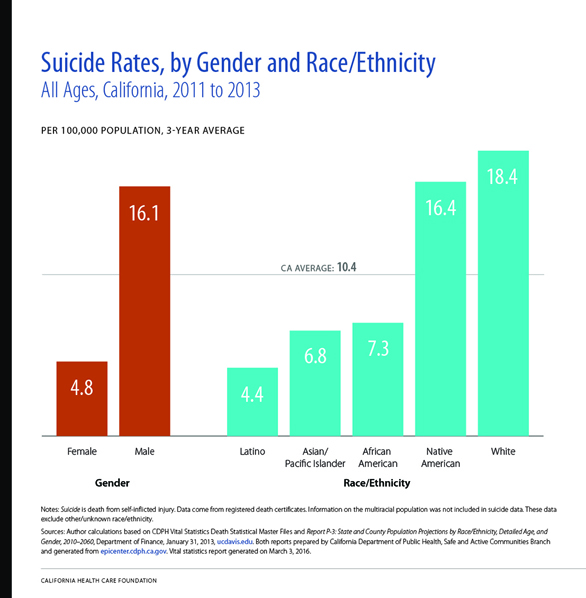 Suicide Rates, by Gender and Race/Ethnicity
All Ages, California, 2011 to 2013
PER 100,000 POPULATION, 3-YEAR AVERAGE
18.4
16.1
16.4
CA AVERAGE: 10.4
7.3
6.8
4.8
4.4
Female
Male
Latino
Asian/
Pacific Islander
African
American
Native
American
White
Gender
Race/Ethnicity
Notes: Suicide is death from self-inflicted injury. Data come from registered death certificates. Information on the multiracial population was not included in suicide data. These data
exclude other/unknown race/ethnicity.
Sources: Author calculations based on CDPH Vital Statistics Death Statistical Master Files and Report P-3: State and County Population Projections by Race/Ethnicity, Detailed Age, and
Gender, 2010–2060, Department of Finance, January 31, 2013, ucdavis.edu. Both reports prepared by California Department of Public Health, Safe and Active Communities Branch
and generated from epicenter.cdph.ca.gov. Vital statistics report generated on March 3, 2016.
CALIFORNIA HEALTH CARE FOUNDATION